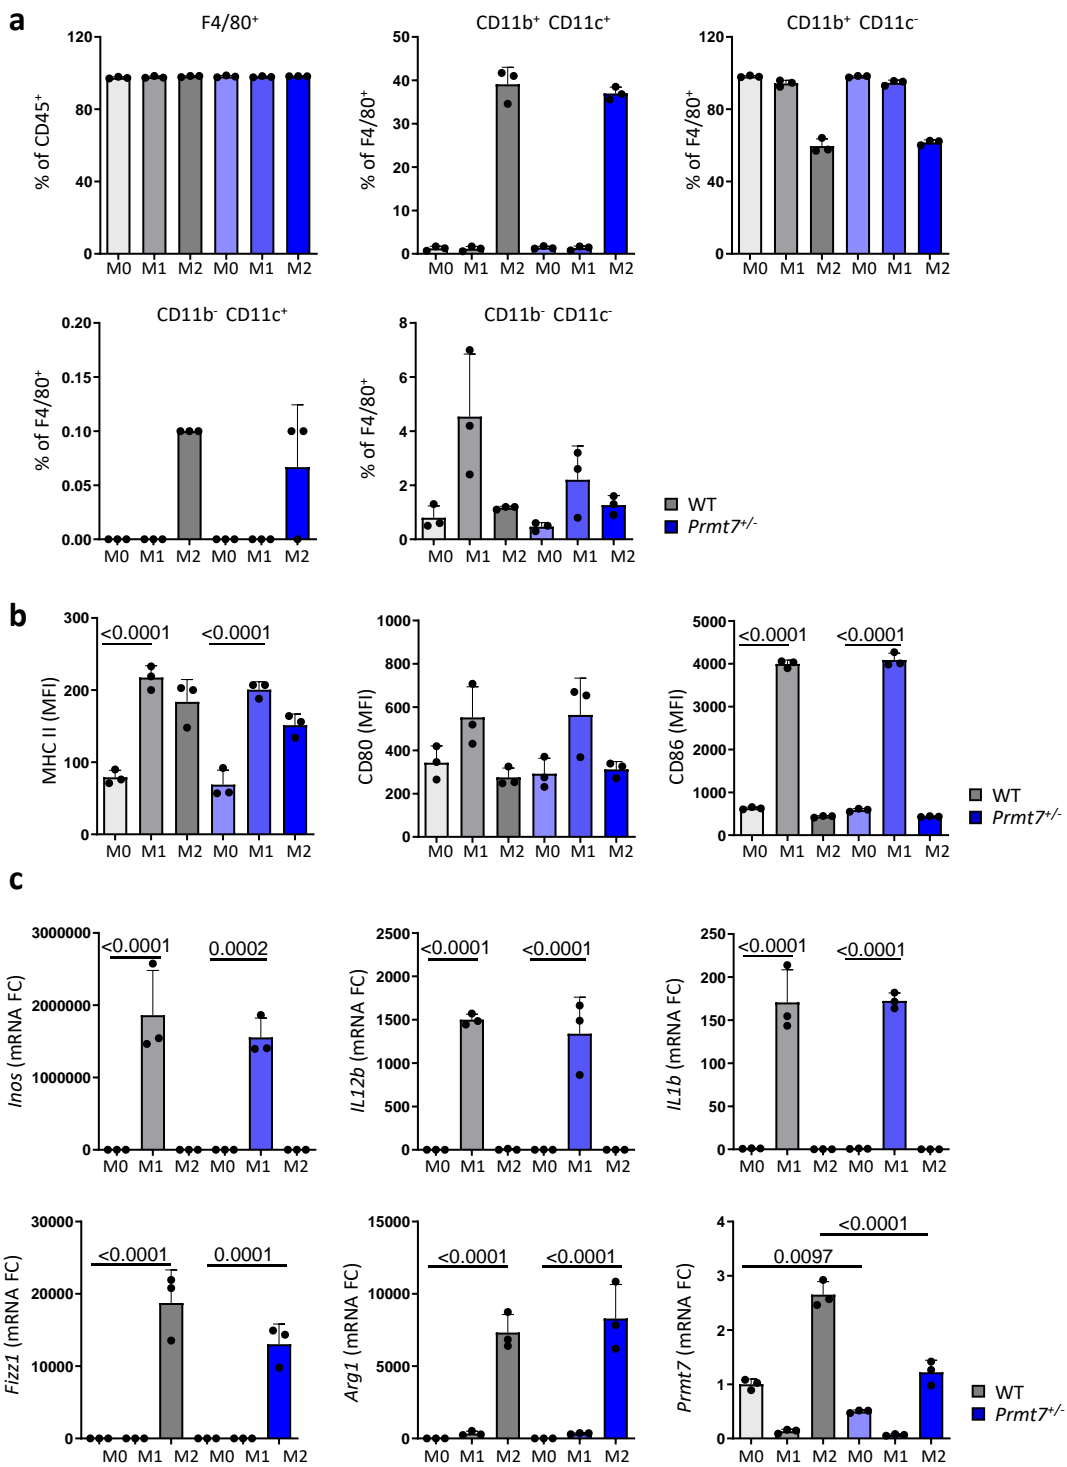 a
F4/80⁺
% of CD45⁺
120
80
40
0
M0 M1 M2 M0 M1 M2
CD11b⁺ CD11c⁺
% of F4/80⁺
50
40
30
20
10
0
M0 M1 M2 M0 M1 M2
CD11b⁺ CD11c⁻
% of F4/80⁺
120
80
40
0
M0 M1 M2 M0 M1 M2
CD11b⁻ CD11c⁺
% of F4/80⁺
0.20
0.15
0.10
0.05
0.00
M0 M1 M2 M0 M1 M2
CD11b⁻ CD11c⁻
% of F4/80⁺
8
6
4
2
0
M0 M1 M2 M0 M1 M2
WT
Prmt7⁺/⁻
b
MHC II (MFI)
300
200
100
0
<0.0001 <0.0001
M0 M1 M2 M0 M1 M2
CD80 (MFI)
1000
800
600
400
200
0
M0 M1 M2 M0 M1 M2
CD86 (MFI)
5000
4000
3000
2000
1000
0
<0.0001 <0.0001
M0 M1 M2 M0 M1 M2
WT
Prmt7⁺/⁻
c
Inos (mRNA FC)
3000000
2000000
1000000
0
<0.0001 0.0002
M0 M1 M2 M0 M1 M2
IL12b (mRNA FC)
2500
2000
1500
1000
500
0
<0.0001 <0.0001
M0 M1 M2 M0 M1 M2
IL1b (mRNA FC)
250
200
150
100
50
0
<0.0001 <0.0001
M0 M1 M2 M0 M1 M2
Fizz1 (mRNA FC)
30000
20000
10000
0
<0.0001 0.0001
M0 M1 M2 M0 M1 M2
Arg1 (mRNA FC)
15000
10000
5000
0
<0.0001 <0.0001
M0 M1 M2 M0 M1 M2
Prmt7 (mRNA FC)
4
3
2
1
0
<0.0001
0.0097
M0 M1 M2 M0 M1 M2
WT
Prmt7⁺/⁻